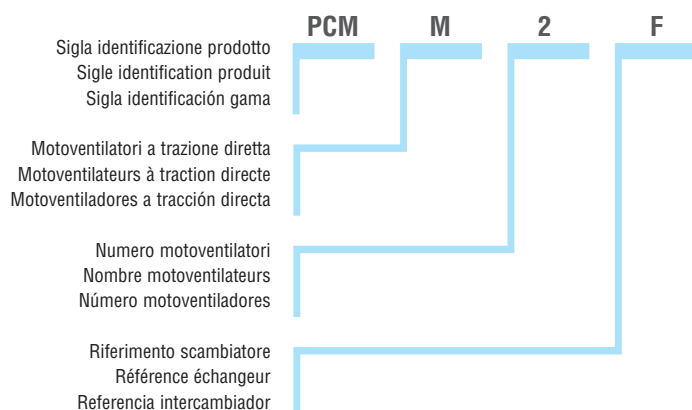 PCM M 2 F
Sigla identificazione prodotto
Sigle identification produit
Sigla identificación gama
Motoventilatori a trazione diretta
Motoventilateurs à traction directe
Motoventiladores a tracción directa
Numero motoventilatori
Nombre motoventilateurs
Número motoventiladores
Riferimento scambiatore
Référence échangeur
Referencia intercambiador